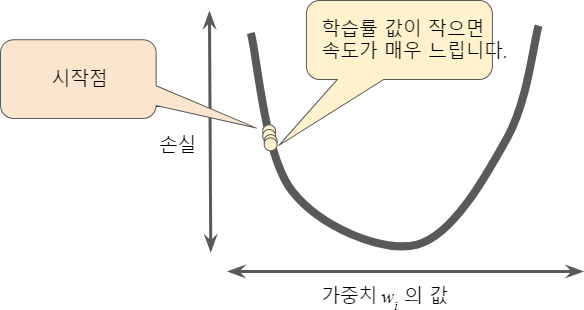 학습률 값이 작으면
속도가 매우 느립니다.
시작점
손실
가중치 wi 의 값